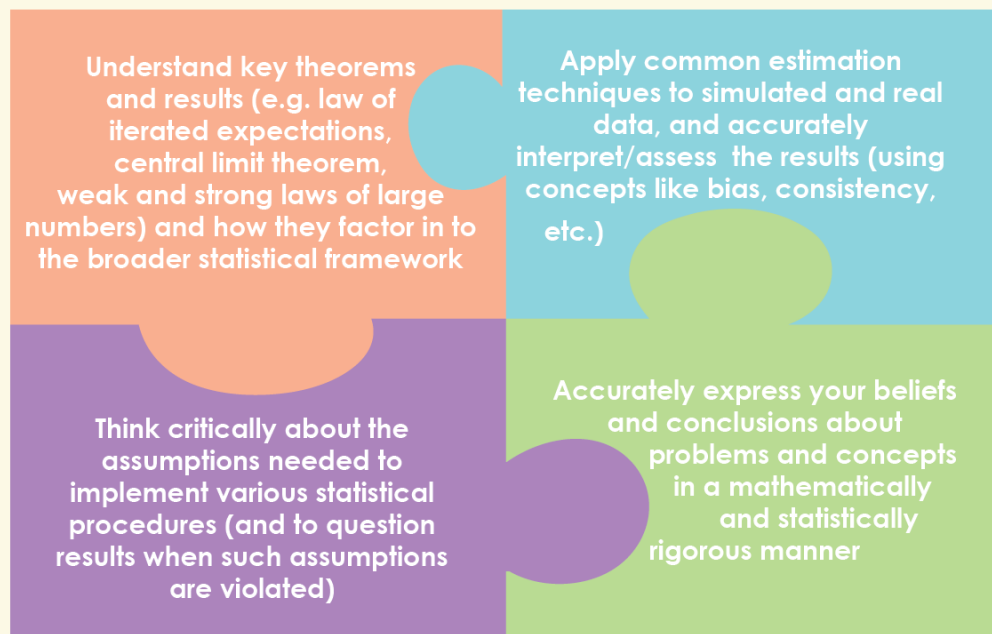 Understand key theorems
and results (e.g. law of
iterated expectations,
central limit theorem,
weak and strong laws of large
numbers) and how they factor in to
the broader statistical framework
Apply common estimation
techniques to simulated and real
data, and accurately
interpret/assess the results (using
concepts like bias, consistency,
etc.)
Think critically about the
assumptions needed to
implement various statistical
procedures (and to question
results when such assumptions
are violated)
Accurately express your beliefs
and conclusions about
problems and concepts
in a mathematically
and statistically
rigorous manner